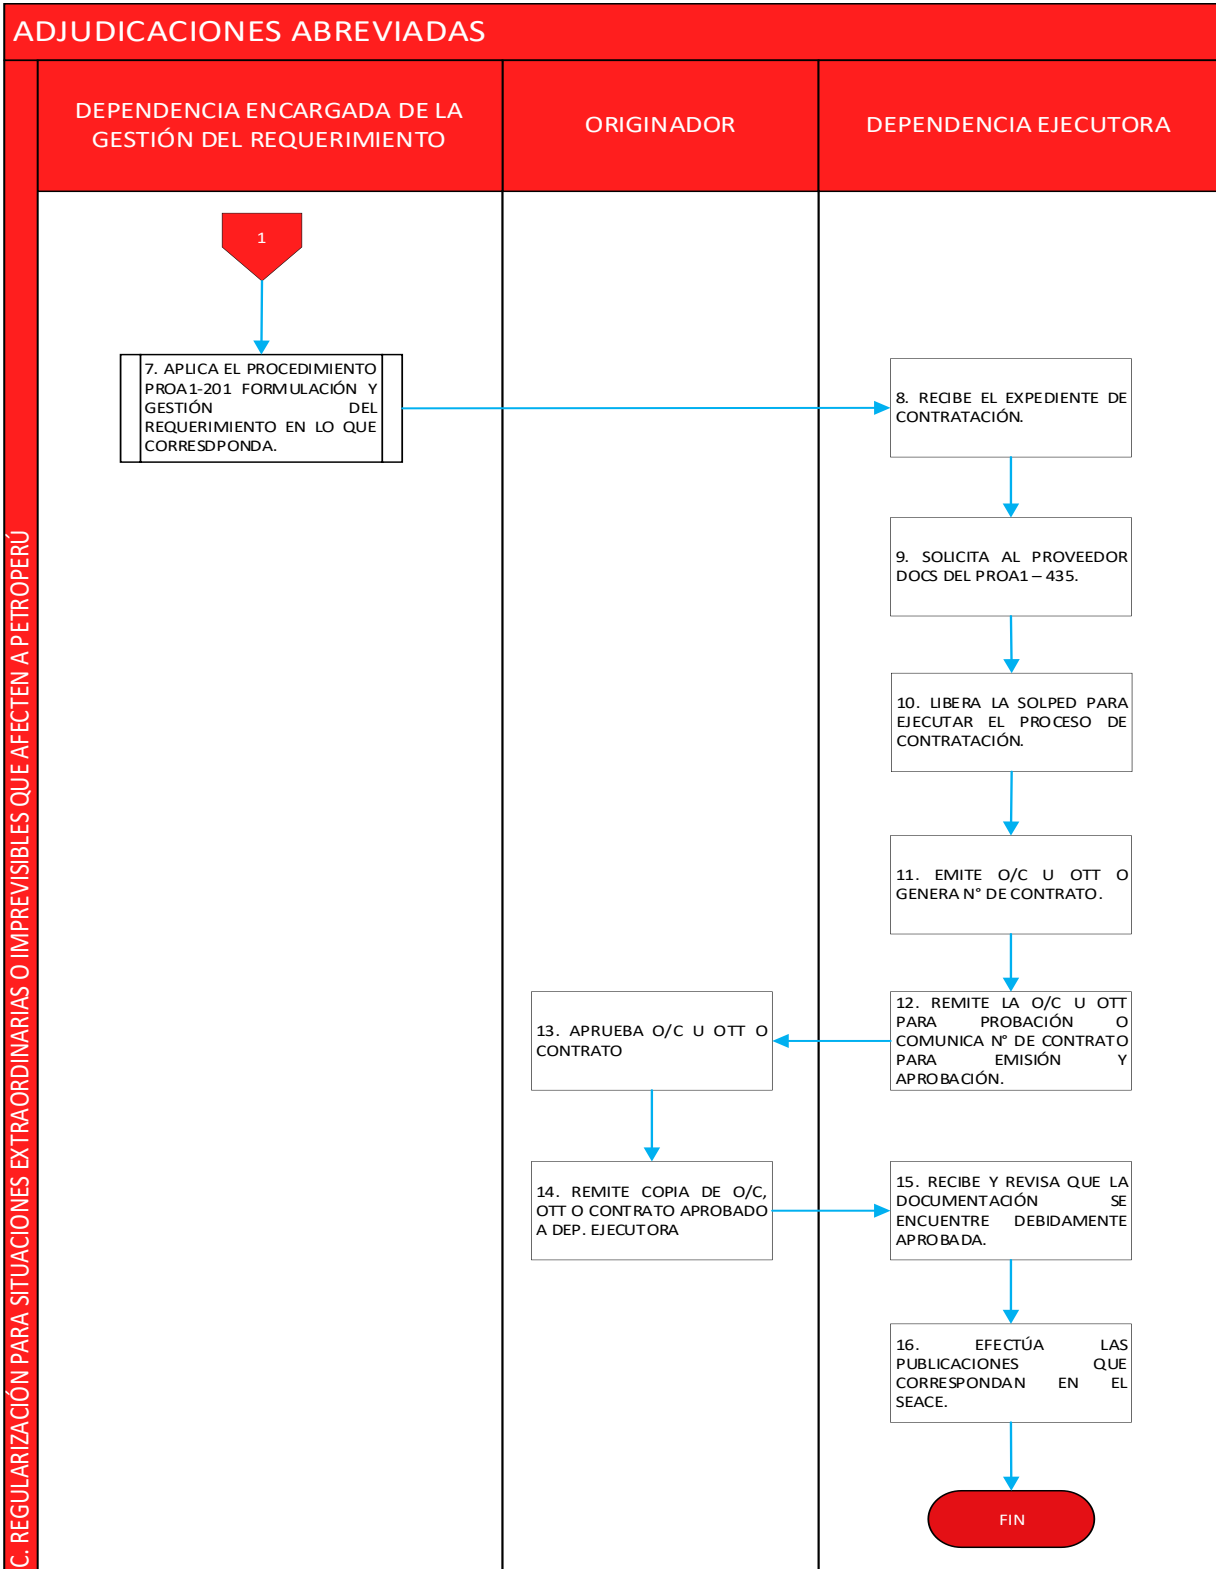 ADJUDICACIONES ABREVIADAS
C. REGULARIZACIÓN PARA SITUACIONES EXTRAORDINARIAS O IMPREVISIBLES QUE AFECTEN A PETROPERÚ
DEPENDENCIA ENCARGADA DE LA
GESTIÓN DEL REQUERIMIENTO
ORIGINADOR
DEPENDENCIA EJECUTORA
1
7. APLICA EL PROCEDIMIENTO
PROA1-201 FORMULACIÓN Y
GESTIÓN DEL
REQUERIMIENTO EN LO QUE
CORRESDPONDA.
8. RECIBE EL EXPEDIENTE DE
CONTRATACIÓN.
9. SOLICITA AL PROVEEDOR
DOCS DEL PROA1 – 435.
10. LIBERA LA SOLPED PARA
EJECUTAR EL PROCESO DE
CONTRATACIÓN.
11. EMITE O/C U OTT O
GENERA N° DE CONTRATO.
12. REMITE LA O/C U OTT
PARA PROBACIÓN O
COMUNICA N° DE CONTRATO
PARA EMISIÓN Y
APROBACIÓN.
13. APRUEBA O/C U OTT O
CONTRATO
14. REMITE COPIA DE O/C,
OTT O CONTRATO APROBADO
A DEP. EJECUTORA
15. RECIBE Y REVISA QUE LA
DOCUMENTACIÓN SE
ENCUENTRE DEBIDAMENTE
APROBADA.
16. EFECTÚA LAS
PUBLICACIONES QUE
CORRESPONDAN EN EL
SEACE.
FIN